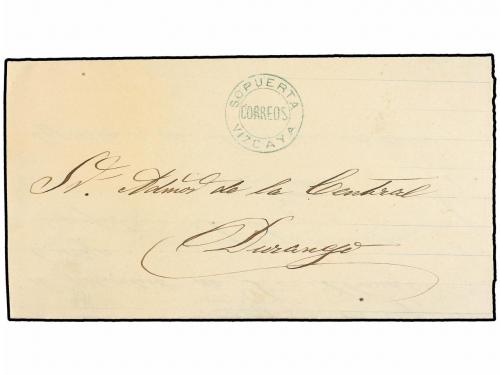 SOPUERTA
CORREOS
VIZCAYA
Sr. Admor de la Central
Durango